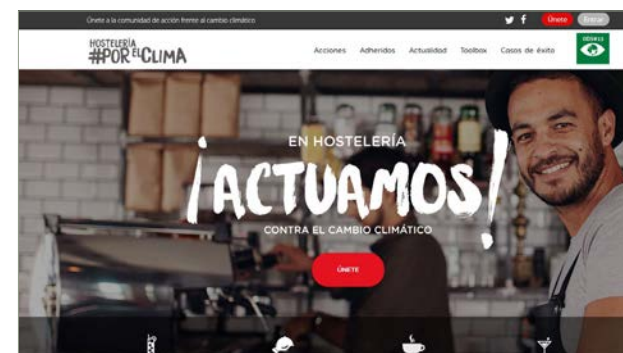 Únete a la comunidad de acción frente al cambio climático
Únete
Entrar
HOSTELERÍA
#POR EL CLIMA
Acciones
Adheridos
Actualidad
Toolbox
Casos de éxito
EN HOSTELERÍA
¡ACTUAMOS!
CONTRA EL CAMBIO CLIMÁTICO
ÚNETE